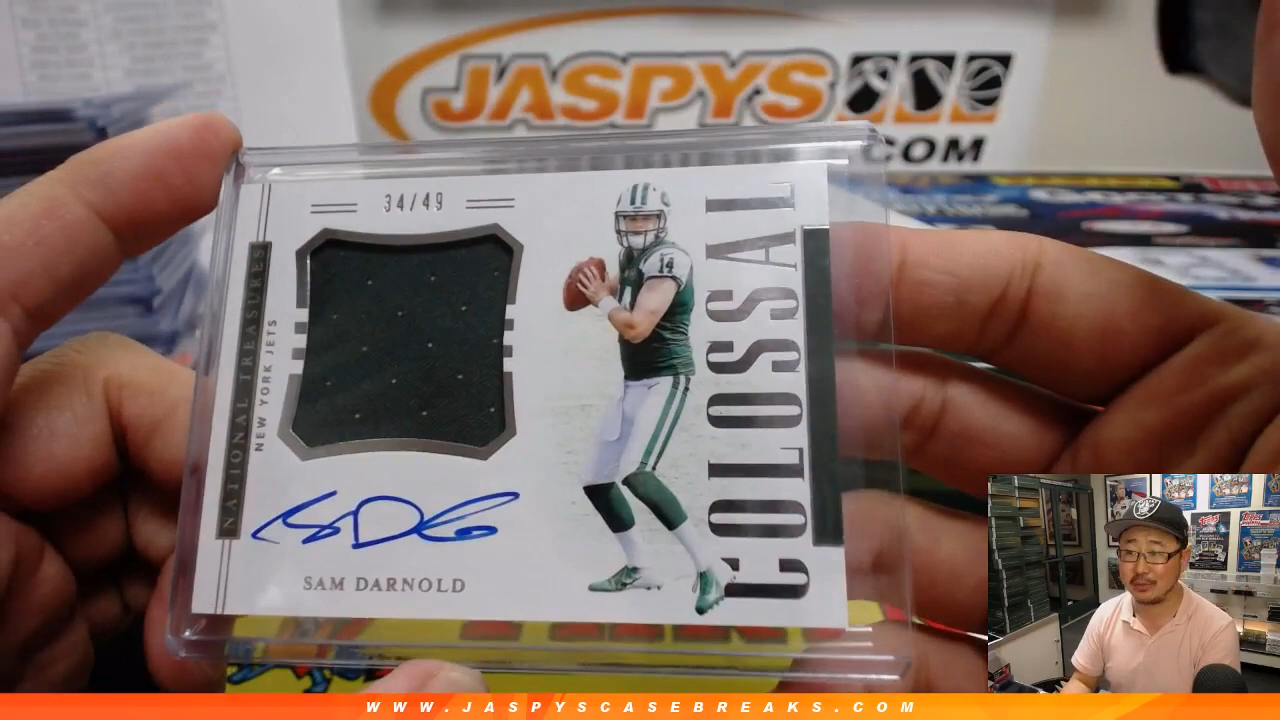 JASPYS
.COM
34/49
NATIONAL TREASURES
NEW YORK JETS
14
COLOSSAL
SAM DARNOLD
WWW.JASPYSCASEBREAKS.COM